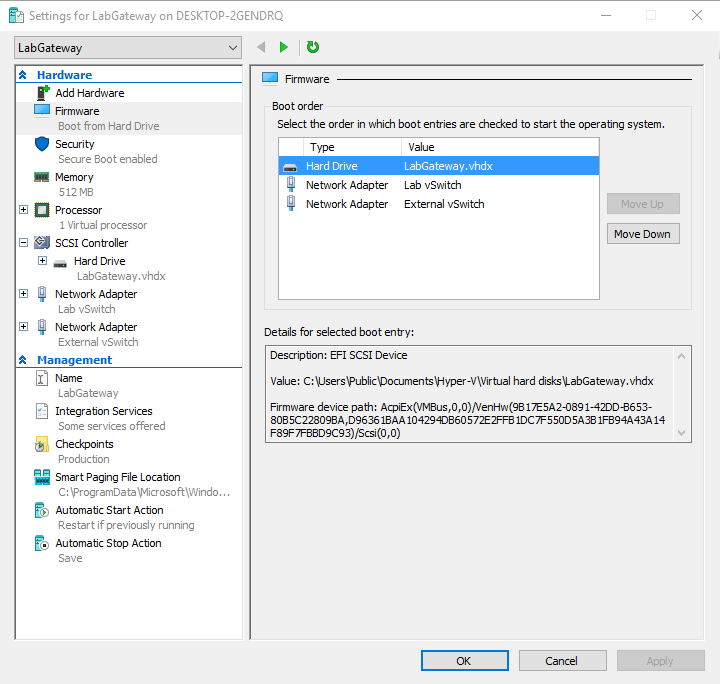 Settings for LabGateway on DESKTOP-2GENDRQ
LabGateway
Hardware
Add Hardware
Firmware
Boot from Hard Drive
Security
Secure Boot enabled
Memory
512 MB
Processor
1 Virtual processor
SCSI Controller
Hard Drive
LabGateway.vhdx
Network Adapter
Lab vSwitch
Network Adapter
External vSwitch
Management
Name
LabGateway
Integration Services
Some services offered
Checkpoints
Production
Smart Paging File Location
C:\ProgramData\Microsoft\Windo...
Automatic Start Action
Restart if previously running
Automatic Stop Action
Save
Firmware
Boot order
Select the order in which boot entries are checked to start the operating system.
Type Value
Hard Drive LabGateway.vhdx
Network Adapter Lab vSwitch
Network Adapter External vSwitch
Move Up
Move Down
Details for selected boot entry:
Description: EFI SCSI Device
Value: C:\Users\Public\Documents\Hyper-V\Virtual hard disks\LabGateway.vhdx
Firmware device path: AcpiEx(VMBus,0,0)/VenHw(9B17E5A2-0891-42DD-B653-
80B5C22809BA,D96361BAA104294DB60572E2FFB1DC7F550D5A3B1FB94A43A14
F89F7FBBD9C93)/Scsi(0,0)
OK Cancel Apply